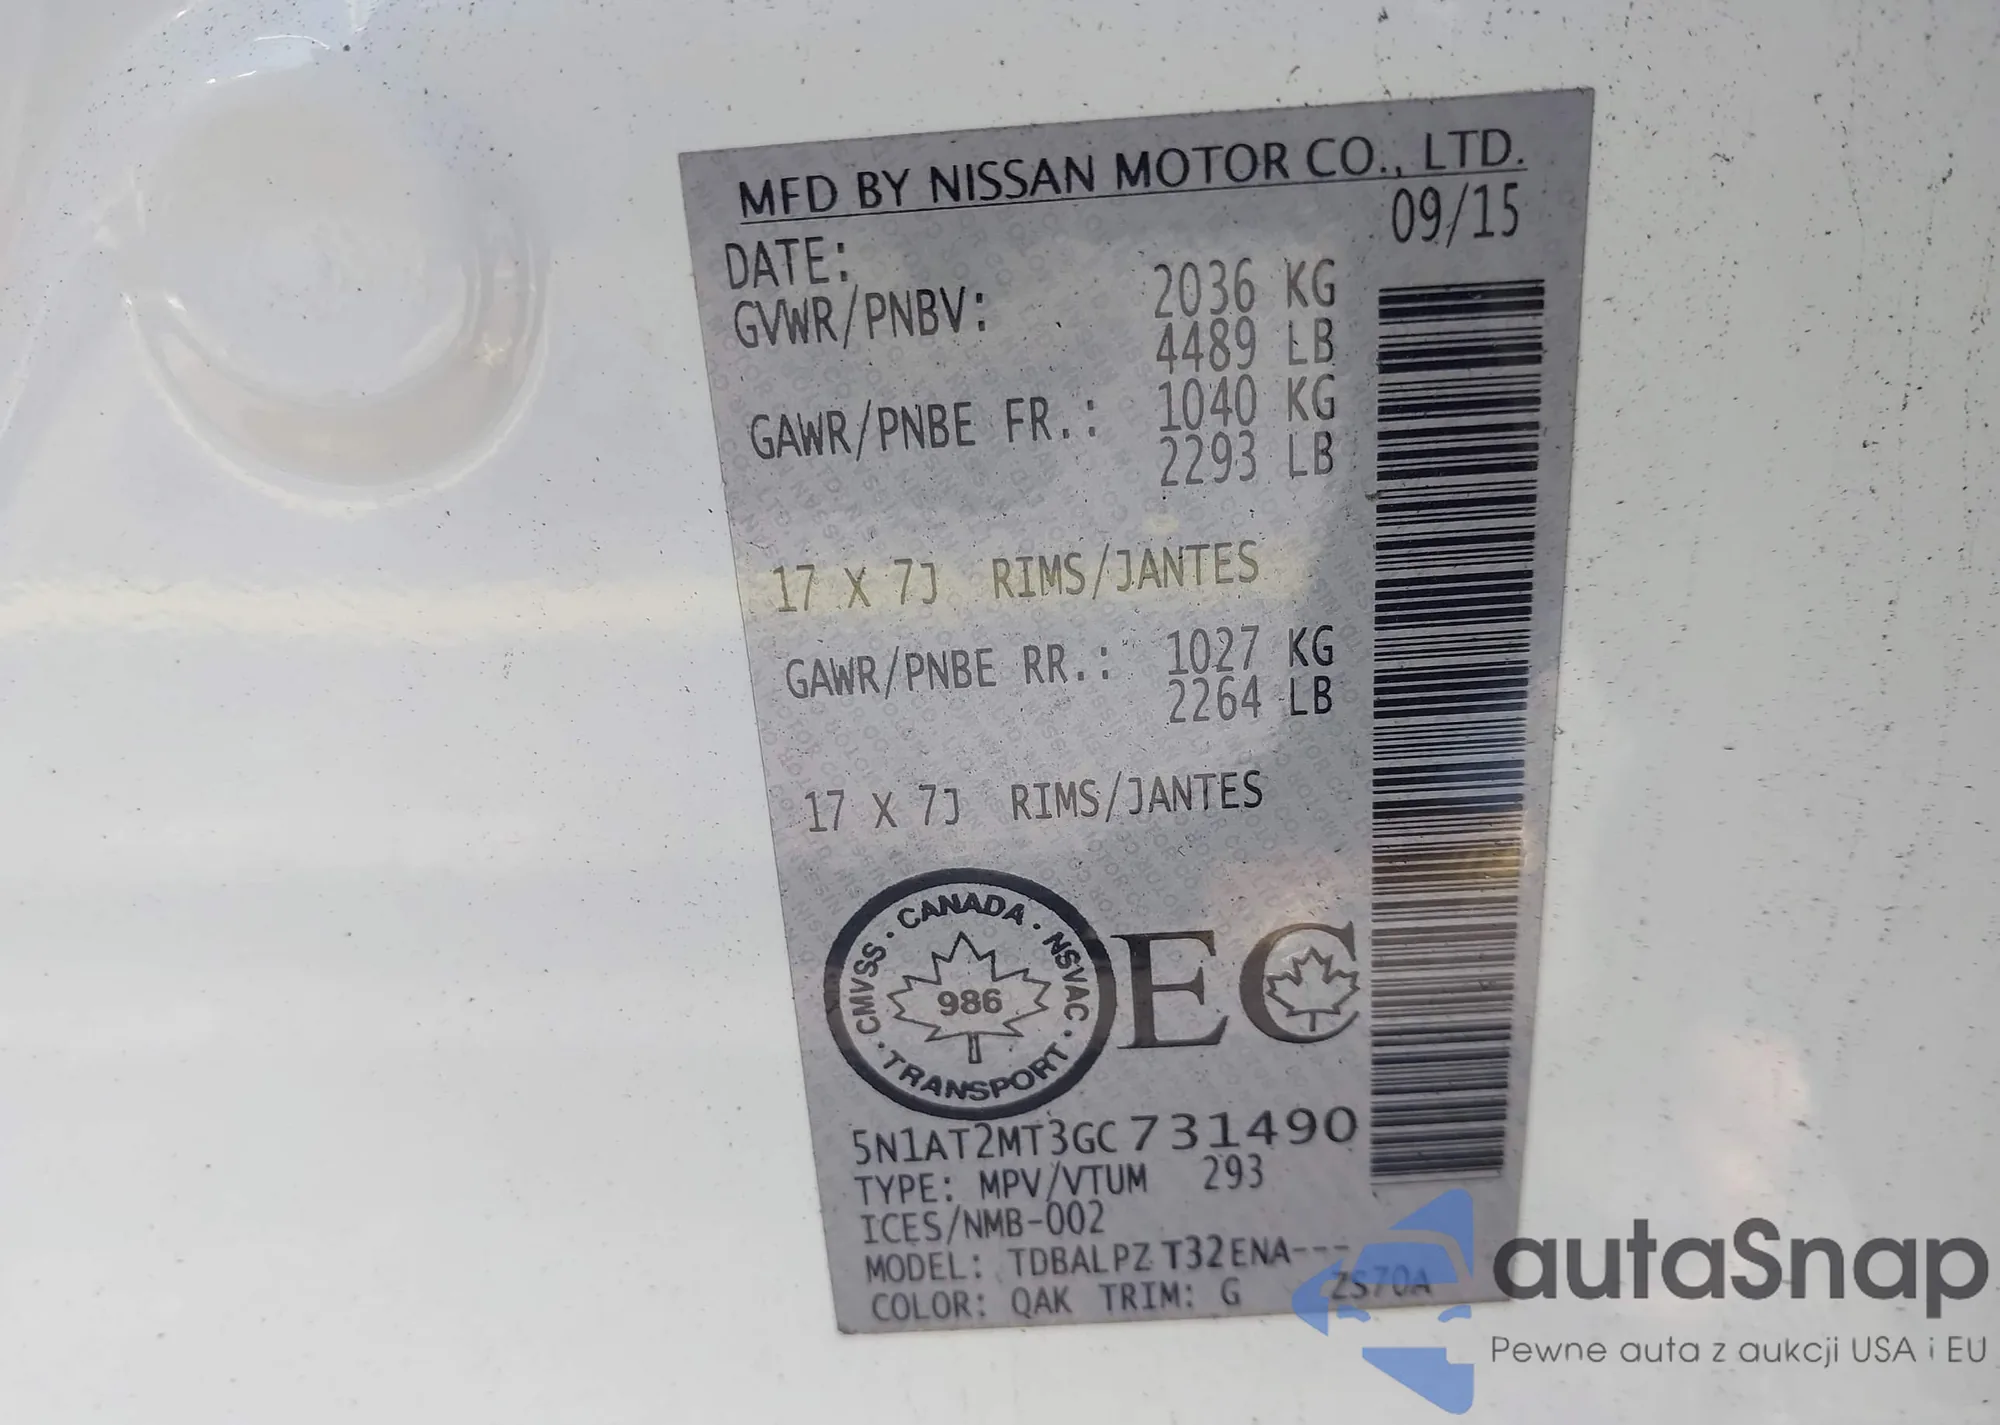 MFD BY NISSAN MOTOR CO., LTD.
DATE: 09/15
GVWR/PNBV: 2036 KG
4489 LB
GAWR/PNBE FR.: 1040 KG
2293 LB
17 X 7J RIMS/JANTES
GAWR/PNBE RR.: 1027 KG
2264 LB
17 X 7J RIMS/JANTES
CANADA · NSVAC · TRANSPORT · CMVSS ·
986
EC
5N1AT2MT3GC731490
TYPE: MPV/VTUM 293
ICES/NMB-002
MODEL: TDBALPZ T32ENA---
COLOR: QAK TRIM: G ZS70A
autaSnap
Pewne auta z aukcji USA i EU